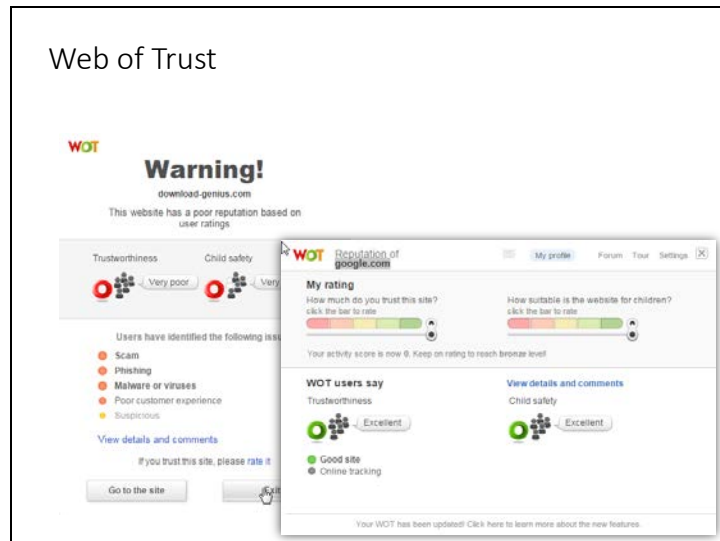 Web of Trust
WOT
Warning!
download-genius.com
This website has a poor reputation based on
user ratings
Trustworthiness Child safety
Very poor Very
Users have identified the following issu
Scam
Phishing
Malware or viruses
Poor customer experience
Suspicious
View details and comments
If you trust this site, please rate it
Go to the site Exit
WOT Reputation of
google.com
My profile Forum Tour Settings
My rating
How much do you trust this site? How suitable is the website for children?
click the bar to rate click the bar to rate
Your activity score is now 0. Keep on rating to reach bronze level!
WOT users say View details and comments
Trustworthiness Child safety
Excellent Excellent
Good site
Online tracking
Your WOT has been updated! Click here to learn more about the new features.